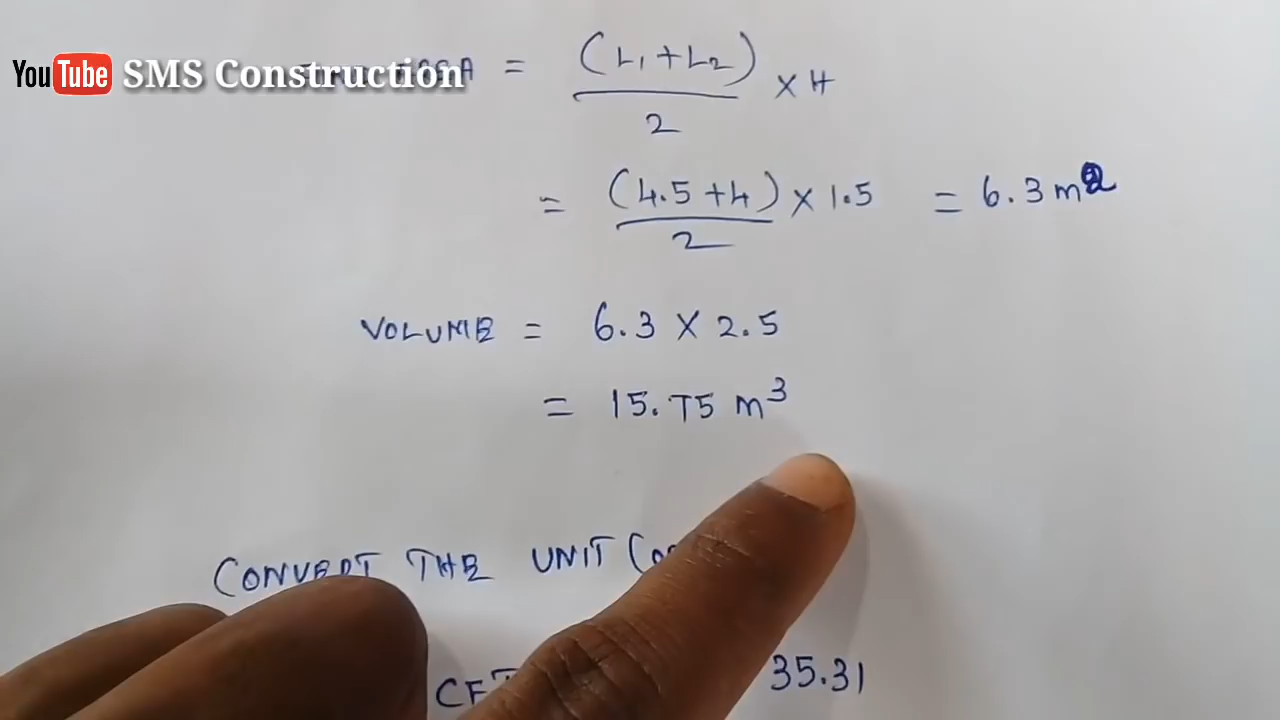 YouTube SMS Construction
= (L1+L2)/2 × H
= (4.5+4)/2 × 1.5 = 6.3 m2
VOLUME = 6.3 × 2.5
= 15.75 m³
CONVERT THE UNIT
CFT 35.31